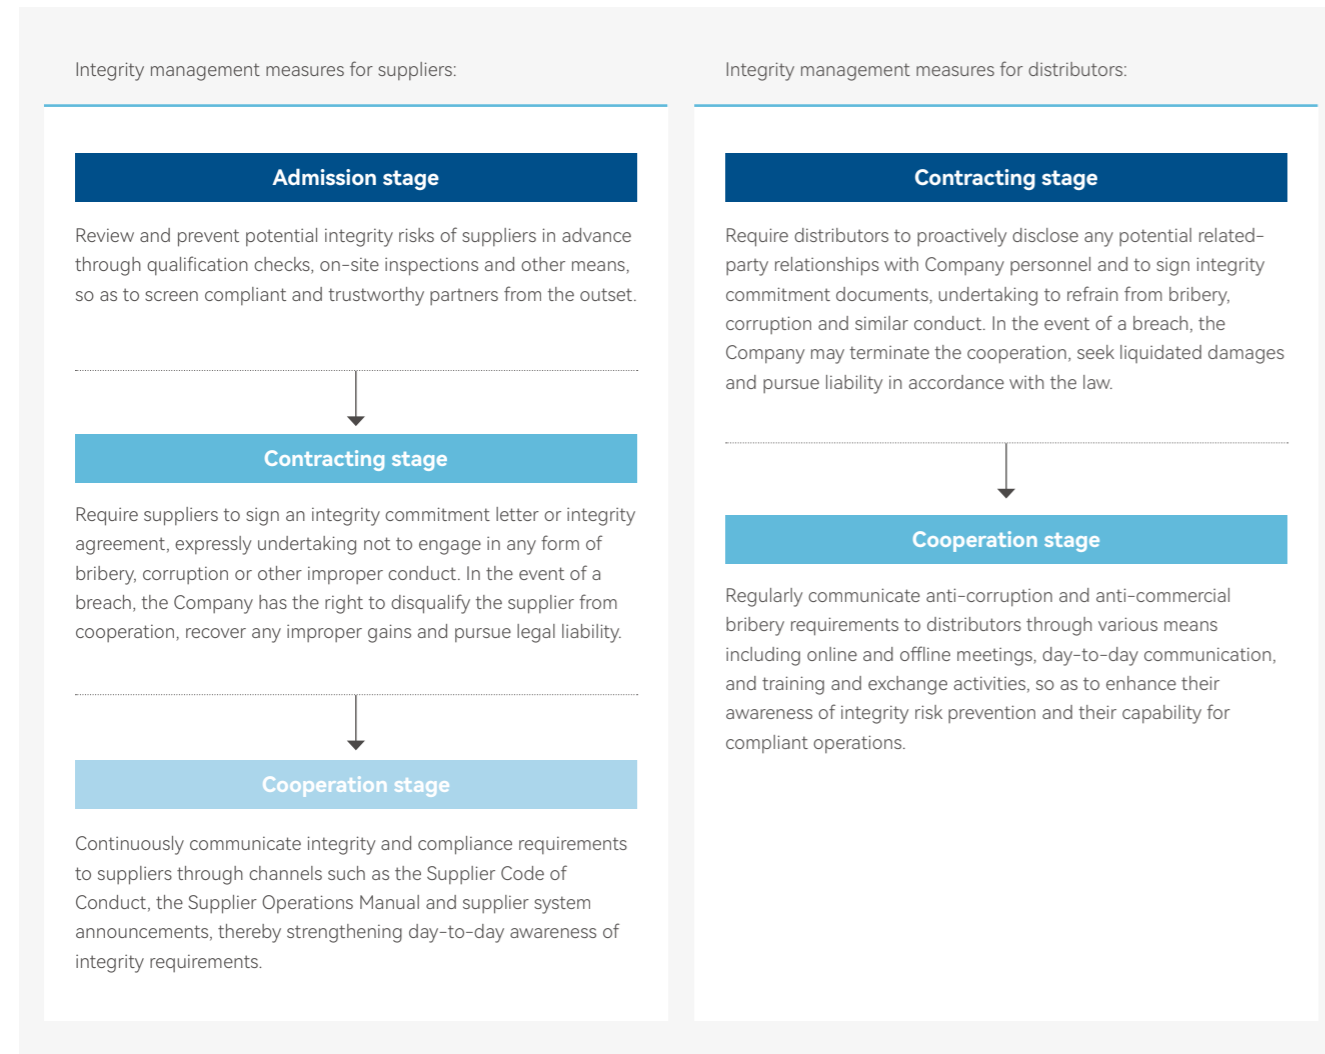 Integrity management measures for suppliers:
Admission stage
Review and prevent potential integrity risks of suppliers in advance
through qualification checks, on-site inspections and other means,
so as to screen compliant and trustworthy partners from the outset.
Contracting stage
Require suppliers to sign an integrity commitment letter or integrity
agreement, expressly undertaking not to engage in any form of
bribery, corruption or other improper conduct. In the event of a
breach, the Company has the right to disqualify the supplier from
cooperation, recover any improper gains and pursue legal liability.
Cooperation stage
Continuously communicate integrity and compliance requirements
to suppliers through channels such as the Supplier Code of
Conduct, the Supplier Operations Manual and supplier system
announcements, thereby strengthening day-to-day awareness of
integrity requirements.
Integrity management measures for distributors:
Contracting stage
Require distributors to proactively disclose any potential related-
party relationships with Company personnel and to sign integrity
commitment documents, undertaking to refrain from bribery,
corruption and similar conduct. In the event of a breach, the
Company may terminate the cooperation, seek liquidated damages
and pursue liability in accordance with the law.
Cooperation stage
Regularly communicate anti-corruption and anti-commercial
bribery requirements to distributors through various means
including online and offline meetings, day-to-day communication,
and training and exchange activities, so as to enhance their
awareness of integrity risk prevention and their capability for
compliant operations.